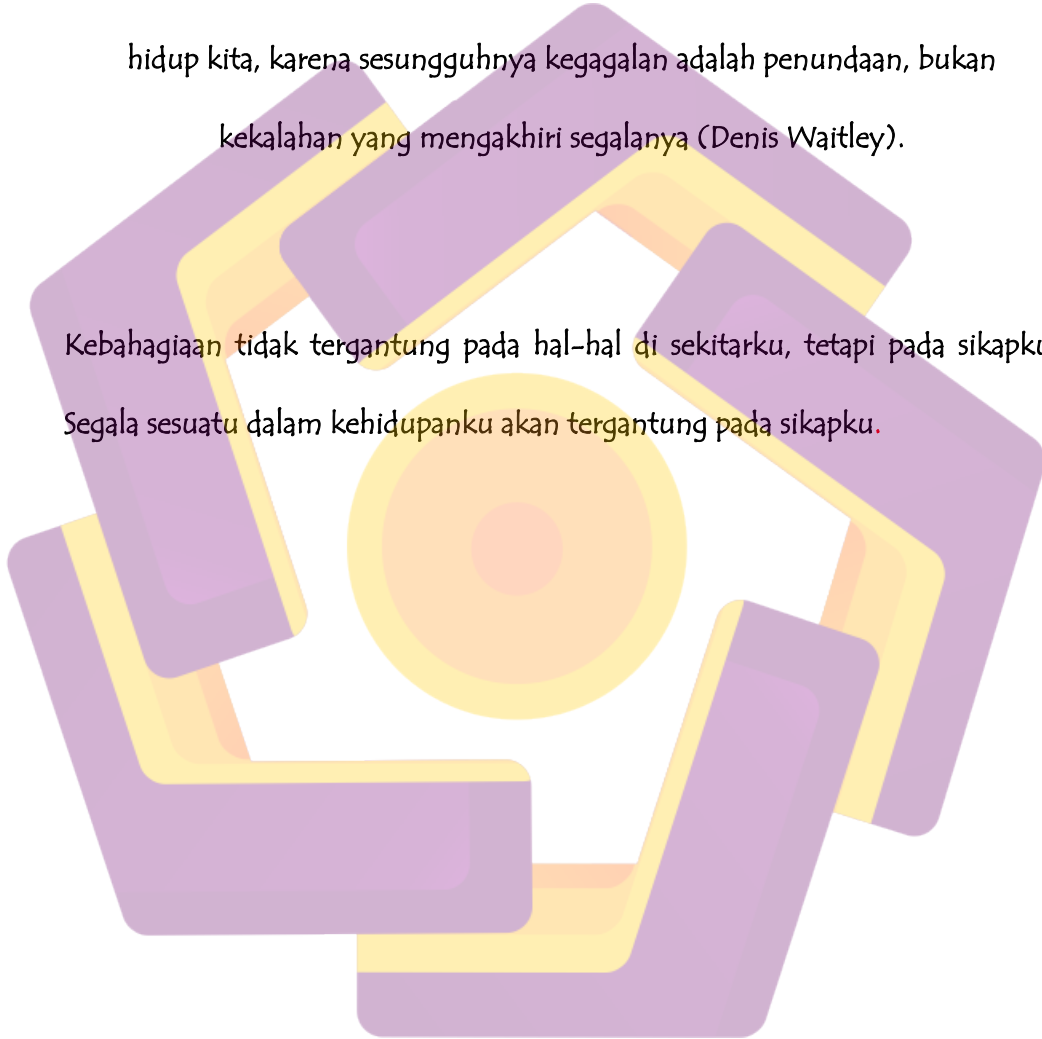 hidup kita, karena sesungguhnya kegagalan adalah penundaan, bukan
kekalahan yang mengakhiri segalanya (Denis Waitley).
Kebahagiaan tidak tergantung pada hal-hal di sekitarku, tetapi pada sikapku
Segala sesuatu dalam kehidupanku akan tergantung pada sikapku.